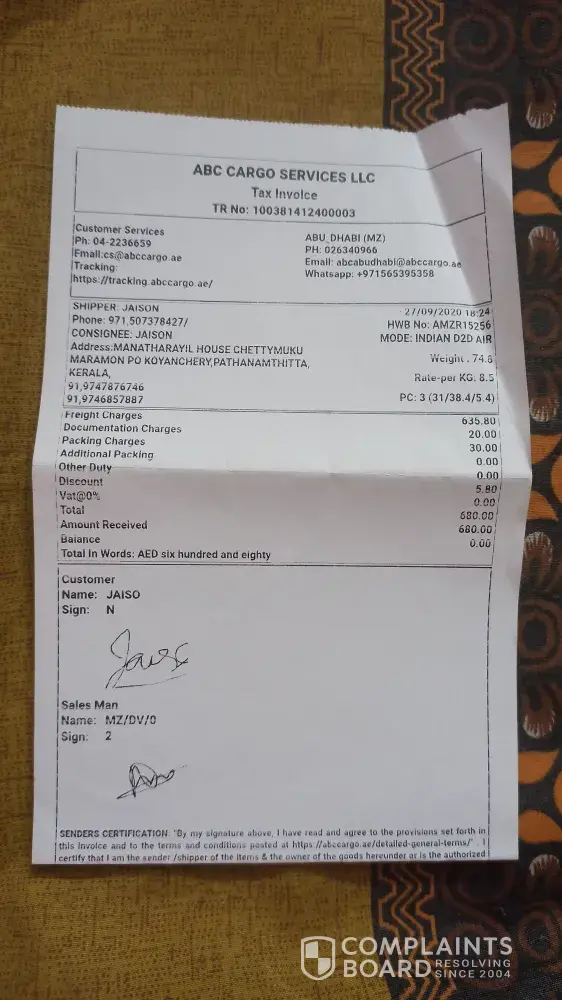 ABC CARGO SERVICES LLC
Tax Invoice
TR No: 100381412400003
Customer Services
Ph: 04-2236659
Email:cs@abccargo.ae
Tracking:
https://tracking.abccargo.ae/
ABU_DHABI (MZ)
PH: 026340966
Email: abcabudhabi@abccargo.ae
Whatsapp: +971565395358
SHIPPER: JAISON
Phone: 971,507378427/
CONSIGNEE: JAISON
Address:MANATHARAYIL HOUSE CHETTYMUKU
MARAMON PO KOYANCHERY,PATHANAMTHITTA,
KERALA,
91,9747876746
91,9746857887
27/09/2020 18:24
HWB No: AMZR15256
MODE: INDIAN D2D AIR
Weight : 74.8
Rate-per KG: 8.5
PC: 3 (31/38.4/5.4)
Freight Charges 635.80
Documentation Charges 20.00
Packing Charges 30.00
Additional Packing 0.00
Other Duty 0.00
Discount 5.80
Vat@0% 0.00
Total 680.00
Amount Received 680.00
Balance 0.00
Total In Words: AED six hundred and eighty
Customer
Name: JAISO
Sign: N
Jaiso
Sales Man
Name: MZ/DV/0
Sign: 2
SENDERS CERTIFICATION: "By my signature above, I have read and agree to the provisions set forth in
this invoice and to the terms and conditions posted at https://abccargo.ae/detailed-general-terms/" . I
certify that I am the sender /shipper of the items & the owner of the goods hereunder or is the authorized
COMPLAINTS
BOARD RESOLVING
SINCE 2004